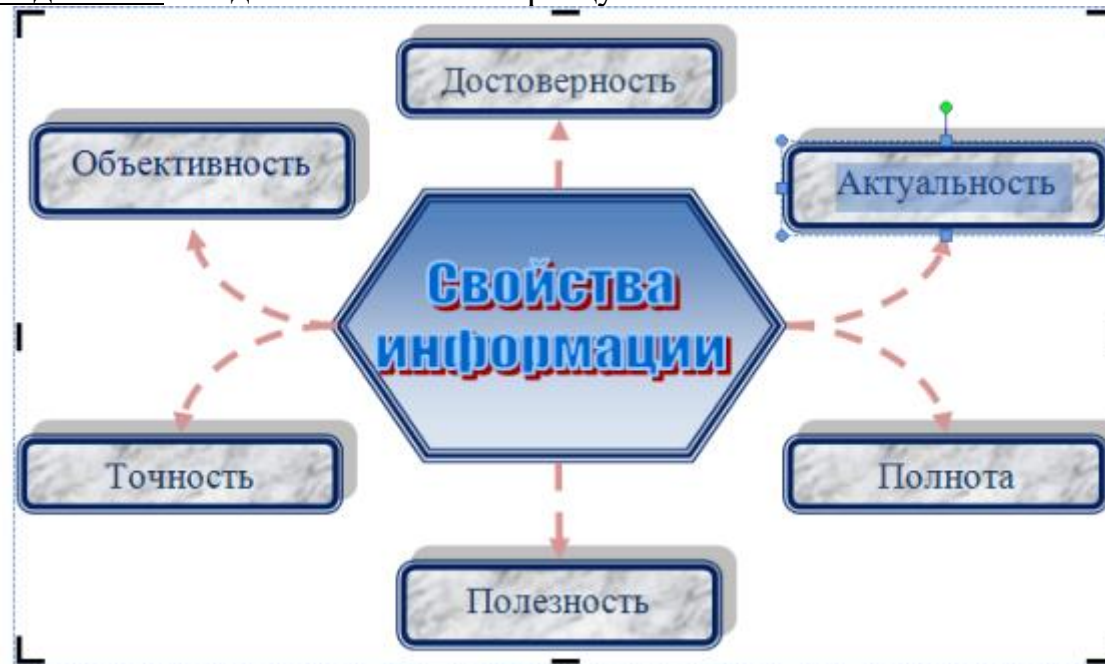 Достоверность
Объективность
Актуальность
Свойства
информации
Точность
Полнота
Полезность